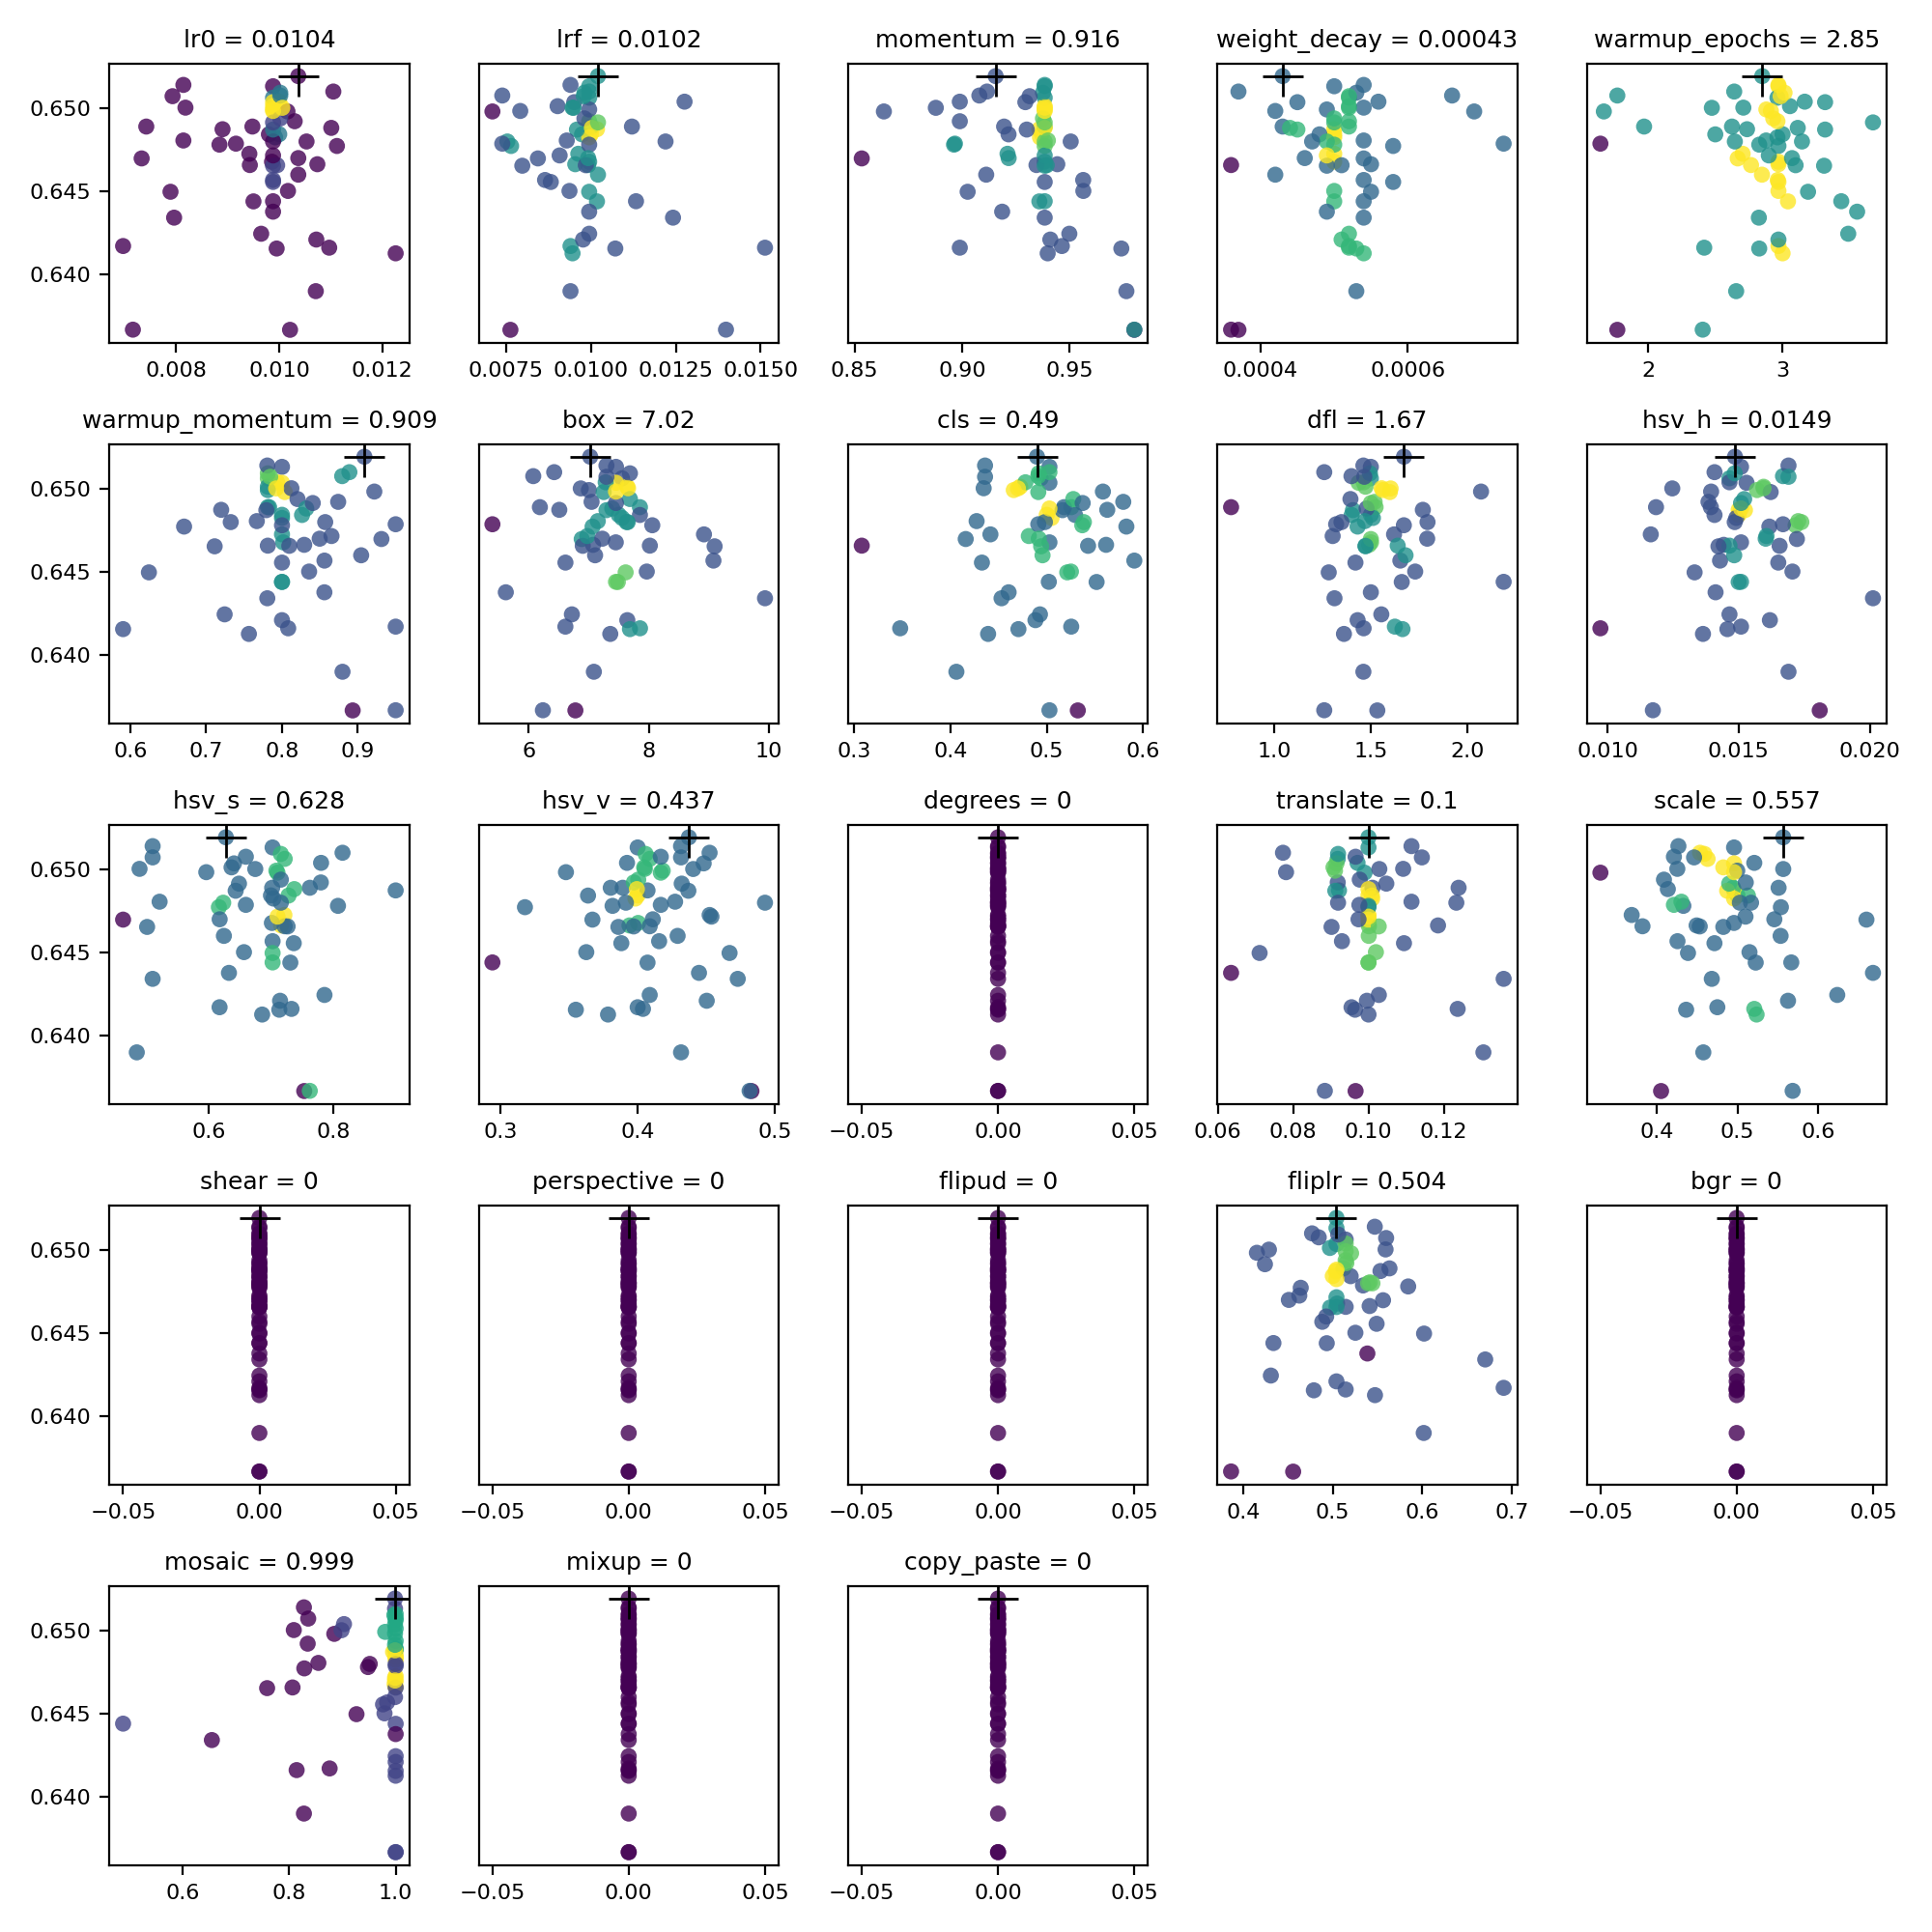 lr0 = 0.0104 lrf = 0.0102 momentum = 0.916 weight_decay = 0.00043 warmup_epochs = 2.85
0.650
0.645
0.640
0.008 0.010 0.012 0.0075 0.0100 0.0125 0.0150 0.85 0.90 0.95 0.0004 0.0006 2 3
warmup_momentum = 0.909 box = 7.02 cls = 0.49 dfl = 1.67 hsv_h = 0.0149
0.650
0.645
0.640
0.6 0.7 0.8 0.9 6 8 10 0.3 0.4 0.5 0.6 1.0 1.5 2.0 0.010 0.015 0.020
hsv_s = 0.628 hsv_v = 0.437 degrees = 0 translate = 0.1 scale = 0.557
0.650
0.645
0.640
0.6 0.8 0.3 0.4 0.5 −0.05 0.00 0.05 0.06 0.08 0.10 0.12 0.4 0.5 0.6
shear = 0 perspective = 0 flipud = 0 fliplr = 0.504 bgr = 0
0.650
0.645
0.640
−0.05 0.00 0.05 −0.05 0.00 0.05 −0.05 0.00 0.05 0.4 0.5 0.6 0.7 −0.05 0.00 0.05
mosaic = 0.999 mixup = 0 copy_paste = 0
0.650
0.645
0.640
0.6 0.8 1.0 −0.05 0.00 0.05 −0.05 0.00 0.05